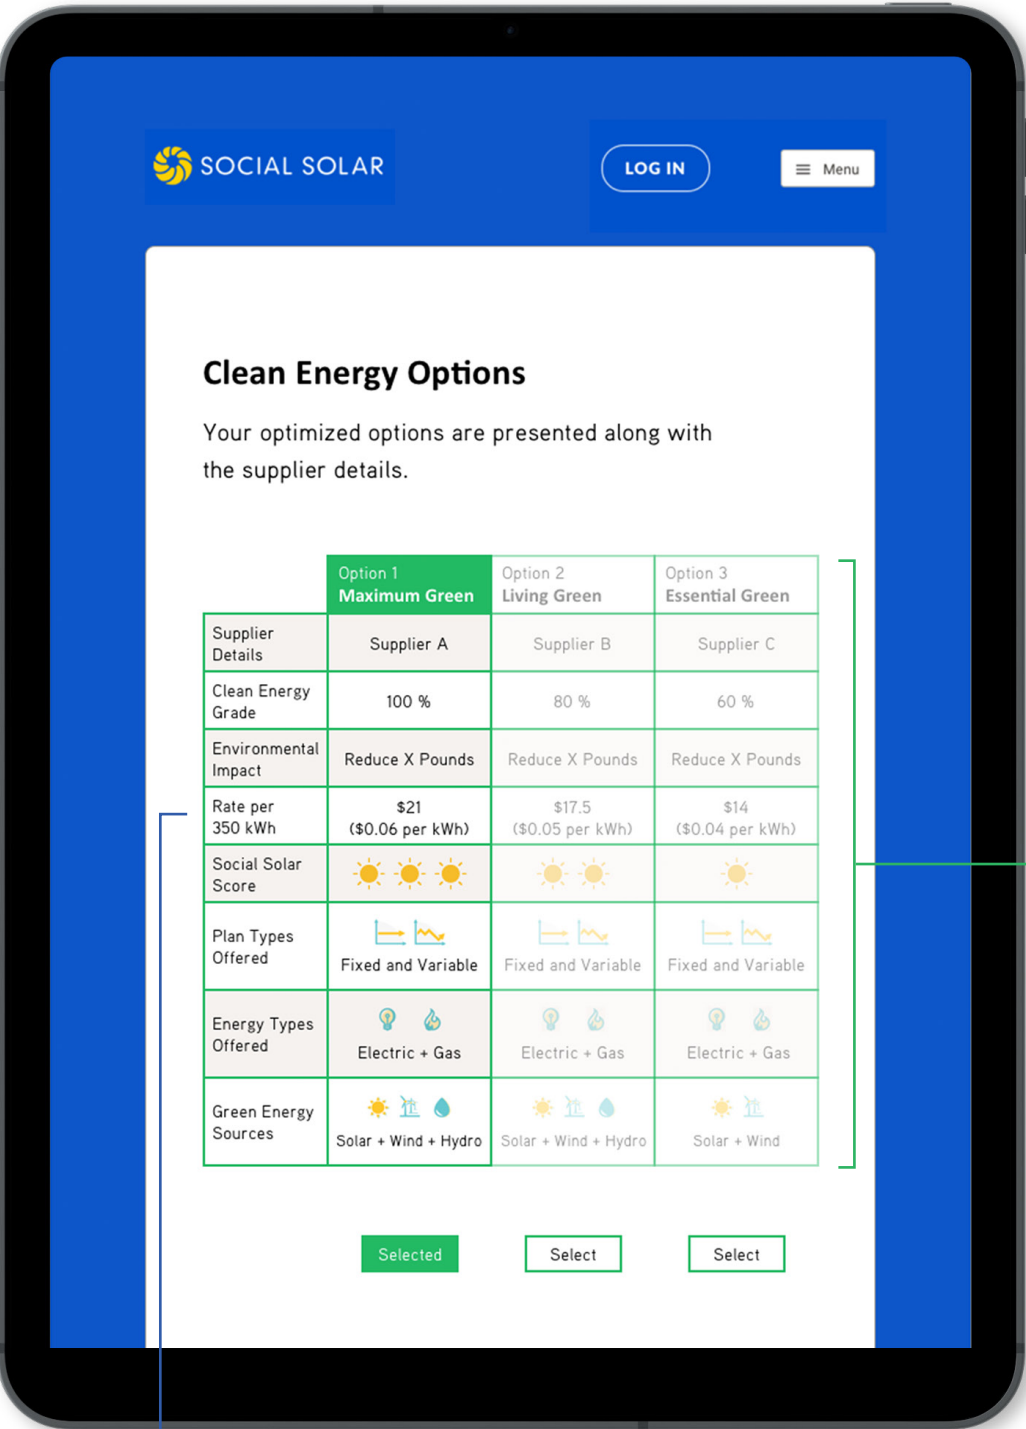 SOCIAL SOLAR
LOG IN
Menu
Clean Energy Options
Your optimized options are presented along with
the supplier details.
Option 1
Maximum Green
Option 2
Living Green
Option 3
Essential Green
Supplier
Details
Supplier A
Supplier B
Supplier C
Clean Energy
Grade
100 %
80 %
60 %
Environmental
Impact
Reduce X Pounds
Reduce X Pounds
Reduce X Pounds
Rate per
350 kWh
$21
($0.06 per kWh)
$17.5
($0.05 per kWh)
$14
($0.04 per kWh)
Social Solar
Score
Plan Types
Offered
Fixed and Variable
Fixed and Variable
Fixed and Variable
Energy Types
Offered
Electric + Gas
Electric + Gas
Electric + Gas
Green Energy
Sources
Solar + Wind + Hydro
Solar + Wind + Hydro
Solar + Wind
Selected
Select
Select